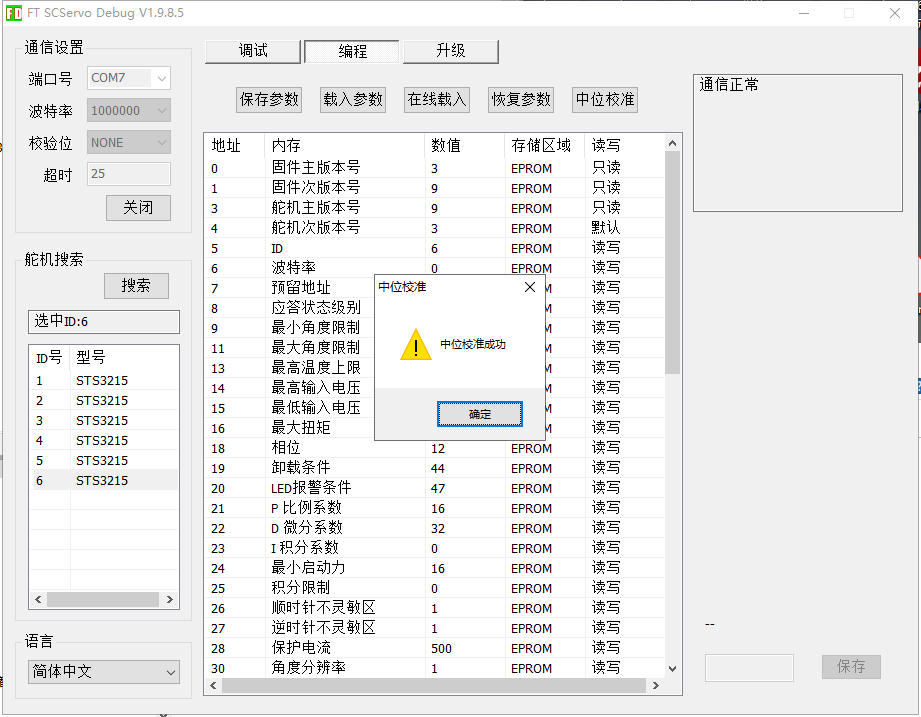 FT SCServo Debug V1.9.8.5
通信设置
端口号 COM7
波特率 1000000
校验位 NONE
超时 25
关闭
舵机搜索
搜索
选中ID:6
ID号 型号
1 STS3215
2 STS3215
3 STS3215
4 STS3215
5 STS3215
6 STS3215
语言
简体中文
调试 编程 升级
保存参数 载入参数 在线载入 恢复参数 中位校准
地址 内存 数值 存储区域 读写
0 固件主版本号 3 EPROM 只读
1 固件次版本号 9 EPROM 只读
3 舵机主版本号 9 EPROM 只读
4 舵机次版本号 3 EPROM 默认
5 ID 6 EPROM 读写
6 波特率 0 EPROM 读写
7 预留地址 读写
8 应答状态级别 读写
9 最小角度限制 读写
11 最大角度限制 读写
13 最高温度上限 读写
14 最高输入电压 读写
15 最低输入电压 读写
16 最大扭矩 读写
18 相位 12 EPROM 读写
19 卸载条件 44 EPROM 读写
20 LED报警条件 47 EPROM 读写
21 P 比例系数 16 EPROM 读写
22 D 微分系数 32 EPROM 读写
23 I 积分系数 0 EPROM 读写
24 最小启动力 16 EPROM 读写
25 积分限制 0 EPROM 读写
26 顺时针不灵敏区 1 EPROM 读写
27 逆时针不灵敏区 1 EPROM 读写
28 保护电流 500 EPROM 读写
30 角度分辨率 1 EPROM 读写
中位校准
中位校准成功
确定
通信正常
--
保存